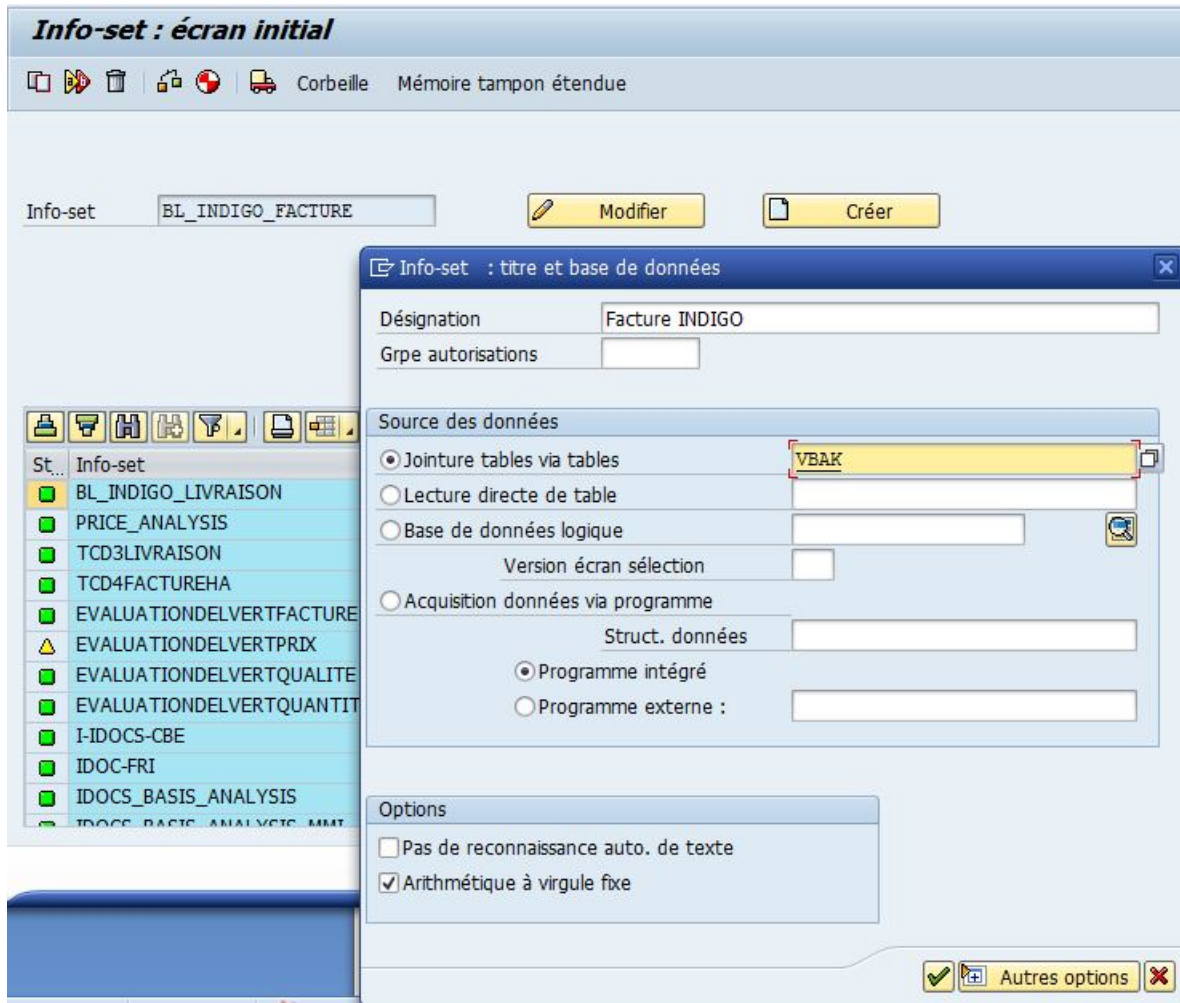 Info-set : écran initial
Corbeille Mémoire tampon étendue
Info-set BL_INDIGO_FACTURE Modifier Créer
Info-set : titre et base de données
Désignation Facture INDIGO
Grpe autorisations
Source des données
Jointure tables via tables VBAK
Lecture directe de table
Base de données logique
Version écran sélection
Acquisition données via programme
Struct. données
Programme intégré
Programme externe :
Options
Pas de reconnaissance auto. de texte
Arithmétique à virgule fixe
Autres options
St... Info-set
BL_INDIGO_LIVRAISON
PRICE_ANALYSIS
TCD3LIVRAISON
TCD4FACTUREHA
EVALUATIONDELVERTFACTURE
EVALUATIONDELVERTPRIX
EVALUATIONDELVERTQUALITE
EVALUATIONDELVERTQUANTIT
I-IDOCS-CBE
IDOC-FRI
IDOCS_BASIS_ANALYSIS
IDOCS_BASIS_ANALYSIS_MMI